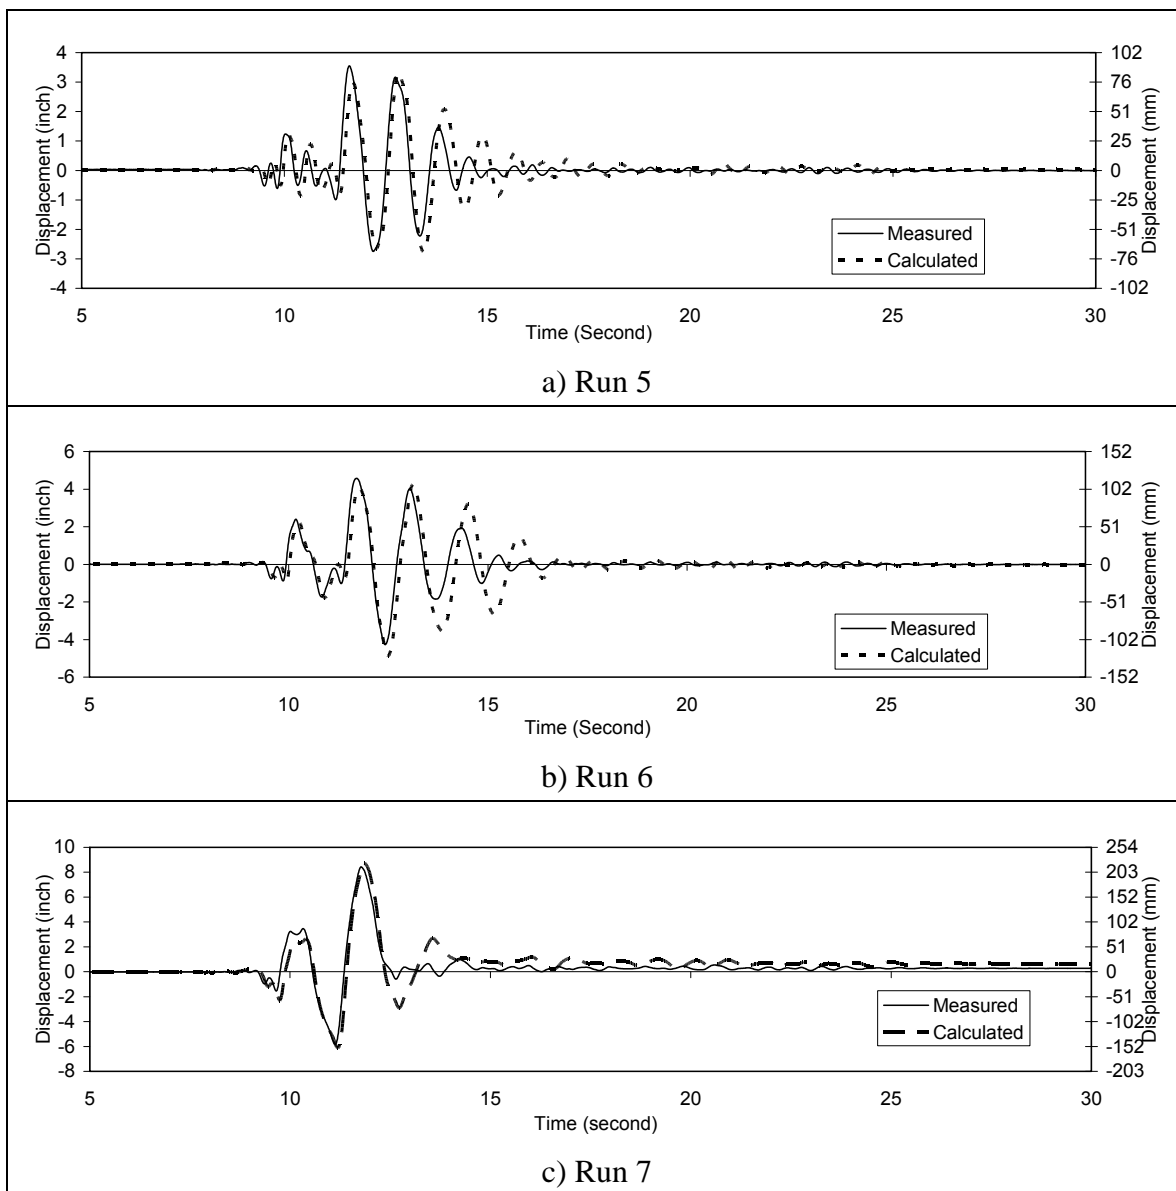 4 102
3 76
2 51
1 25
0 0
-1 -25
-2 -51
-3 -76
-4 -102
Displacement (inch)
Displacement (mm)
Measured
Calculated
5 10 15 20 25 30
Time (Second)
a) Run 5
6 152
4 102
2 51
0 0
-2 -51
-4 -102
-6 -152
Displacement (inch)
Displacement (mm)
Measured
Calculated
5 10 15 20 25 30
Time (Second)
b) Run 6
10 254
8 203
6 152
4 102
2 51
0 0
-2 -51
-4 -102
-6 -152
-8 -203
Displacement (inch)
Displacement (mm)
Measured
Calculated
5 10 15 20 25 30
Time (second)
c) Run 7